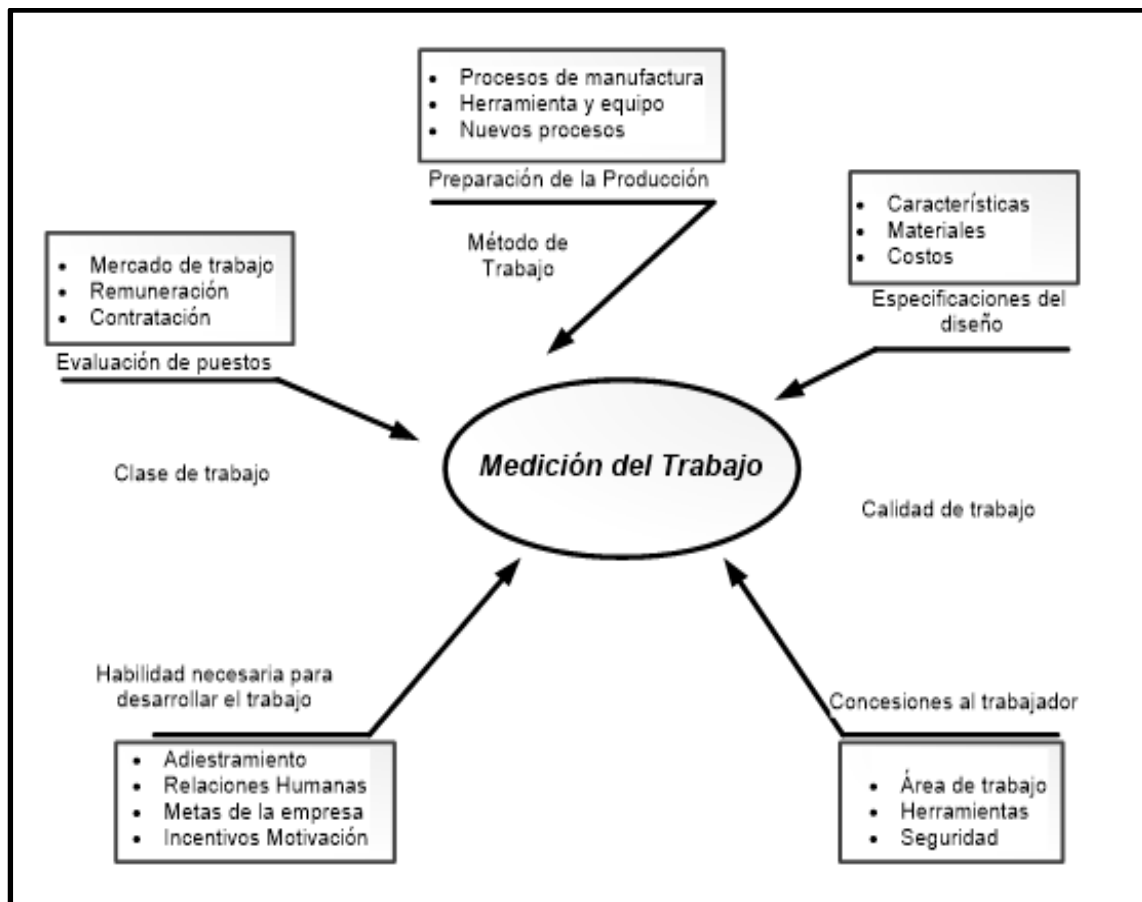 • Procesos de manufactura
• Herramienta y equipo
• Nuevos procesos
Preparación de la Producción
Método de
Trabajo
• Características
• Materiales
• Costos
Especificaciones del
diseño
• Mercado de trabajo
• Remuneración
• Contratación
Evaluación de puestos
Medición del Trabajo
Clase de trabajo
Calidad de trabajo
Habilidad necesaria para
desarrollar el trabajo
• Adiestramiento
• Relaciones Humanas
• Metas de la empresa
• Incentivos Motivación
Concesiones al trabajador
• Área de trabajo
• Herramientas
• Seguridad